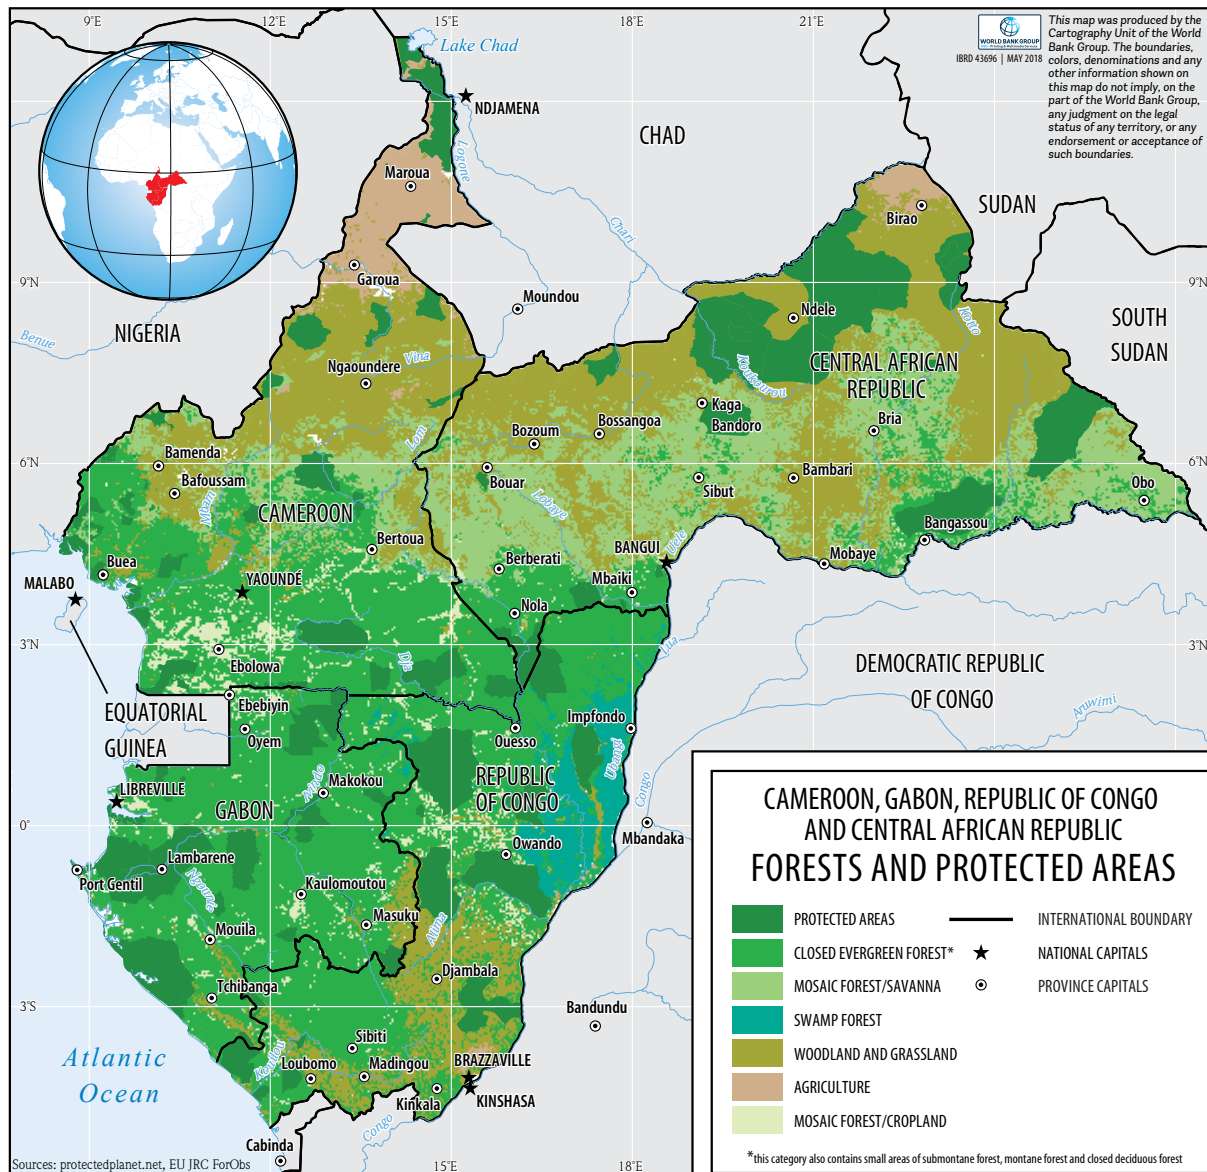 9°E
12°E
15°E
18°E
21°E
WORLD BANK GROUP
IBRD 43696 | MAY 2018
This map was produced by the
Cartography Unit of the World
Bank Group. The boundaries,
colors, denominations and any
other information shown on
this map do not imply, on the
part of the World Bank Group,
any judgment on the legal
status of any territory, or any
endorsement or acceptance of
such boundaries.
Lake Chad
NDJAMENA
CHAD
Logone
Maroua
SUDAN
Birao
Chari
Garoua
9°N
9°N
Moundou
NIGERIA
Benue
Ndele
Kotto
SOUTH
SUDAN
Vina
Ngaoundere
Koukourou
CENTRAL AFRICAN
REPUBLIC
Kaga
Bandoro
Bossangoa
Bozoum
Bria
Lom
Bamenda
6°N
6°N
Bafoussam
Bouar
Sibut
Bambari
Obo
Mbam
Lobaye
CAMEROON
Bangassou
Bertoua
BANGUI
Uele
Mobaye
Buea
Berberati
MALABO
YAOUNDÉ
Mbaiki
Nola
3°N
3°N
Ebolowa
Dja
Lua
DEMOCRATIC REPUBLIC
OF CONGO
Ebebiyin
EQUATORIAL
GUINEA
Oyem
Ouesso
Impfondo
Aruwimi
Ubangi
LIBREVILLE
Makokou
REPUBLIC
OF CONGO
Congo
GABON
0°
Mbandaka
Owando
Lambarene
Port Gentil
Ngounie
Kaulomoutou
Masuku
Alima
Mouila
Djambala
Tchibanga
3°S
Bandundu
Sibiti
Atlantic
Ocean
Kouilou
Loubomo
Madingou
BRAZZAVILLE
KINSHASA
Kinkala
Congo
Cabinda
Sources: protectedplanet.net, EU JRC ForObs
12°E
15°E
18°E
CAMEROON, GABON, REPUBLIC OF CONGO
AND CENTRAL AFRICAN REPUBLIC
FORESTS AND PROTECTED AREAS
PROTECTED AREAS
CLOSED EVERGREEN FOREST*
MOSAIC FOREST/SAVANNA
SWAMP FOREST
WOODLAND AND GRASSLAND
AGRICULTURE
MOSAIC FOREST/CROPLAND
INTERNATIONAL BOUNDARY
NATIONAL CAPITALS
PROVINCE CAPITALS
*this category also contains small areas of submontane forest, montane forest and closed deciduous forest